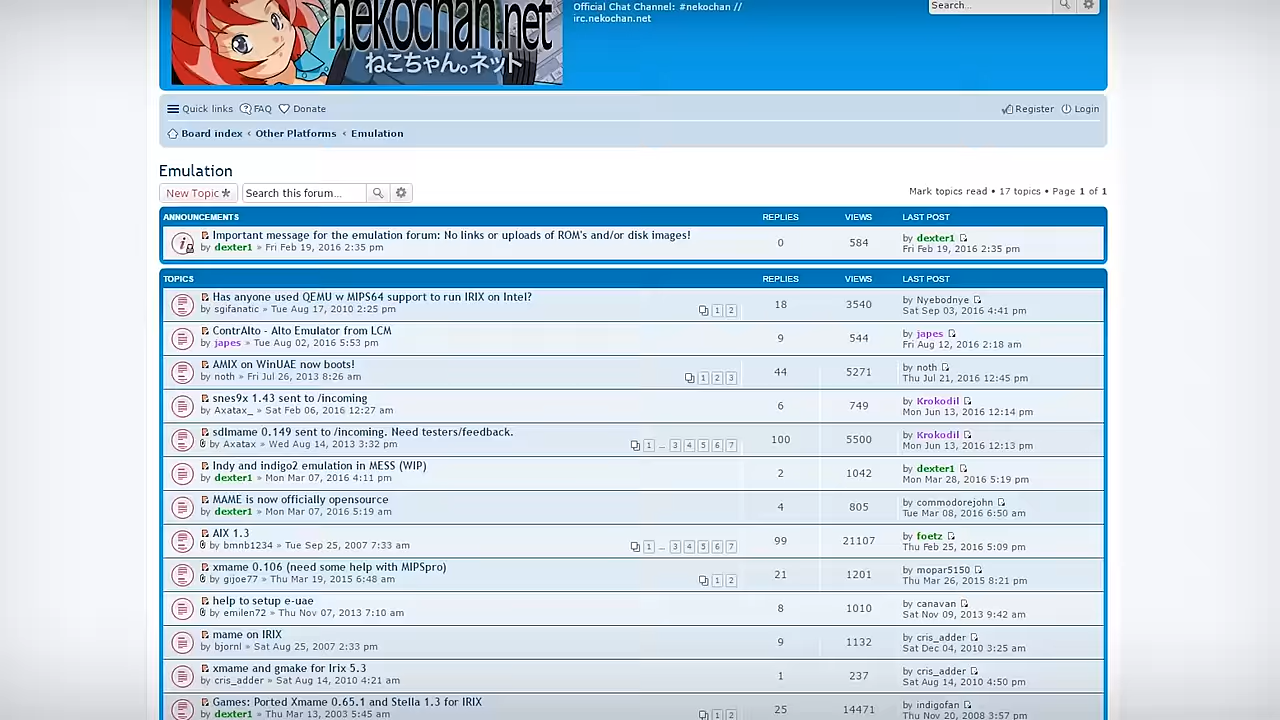 nekochan.net
ねこちゃん。ネット
Official Chat Channel: #nekochan //
irc.nekochan.net
Search...
Quick links FAQ Donate Register Login
Board index ‹ Other Platforms ‹ Emulation
Emulation
New Topic Search this forum... Mark topics read • 17 topics • Page 1 of 1
ANNOUNCEMENTS REPLIES VIEWS LAST POST
Important message for the emulation forum: No links or uploads of ROM's and/or disk images! 0 584 by dexter1
by dexter1 » Fri Feb 19, 2016 2:35 pm Fri Feb 19, 2016 2:35 pm
TOPICS REPLIES VIEWS LAST POST
Has anyone used QEMU w MIPS64 support to run IRIX on Intel? 18 3540 by Nyebodnye
by sgifanatic » Tue Aug 17, 2010 2:25 pm 1 2 Sat Sep 03, 2016 4:41 pm
ContrAlto - Alto Emulator from LCM 9 544 by japes
by japes » Tue Aug 02, 2016 5:53 pm Fri Aug 12, 2016 2:18 am
AMIX on WinUAE now boots! 44 5271 by noth
by noth » Fri Jul 26, 2013 8:26 am 1 2 3 Thu Jul 21, 2016 12:45 pm
snes9x 1.43 sent to /incoming 6 749 by Krokodil
by Axatax_ » Sat Feb 06, 2016 12:27 am Mon Jun 13, 2016 12:14 pm
sdlmame 0.149 sent to /incoming. Need testers/feedback. 100 5500 by Krokodil
by Axatax » Wed Aug 14, 2013 3:32 pm 1 ... 3 4 5 6 7 Mon Jun 13, 2016 12:13 pm
Indy and indigo2 emulation in MESS (WIP) 2 1042 by dexter1
by dexter1 » Mon Mar 07, 2016 4:11 pm Mon Mar 28, 2016 5:19 pm
MAME is now officially opensource 4 805 by commodorejohn
by dexter1 » Mon Mar 07, 2016 5:19 am Tue Mar 08, 2016 6:50 am
AIX 1.3 99 21107 by foetz
by bmnb1234 » Tue Sep 25, 2007 7:33 am 1 ... 3 4 5 6 7 Thu Feb 25, 2016 5:09 pm
xmame 0.106 (need some help with MIPSpro) 21 1201 by mopar5150
by gijoe77 » Thu Mar 19, 2015 6:48 am 1 2 Thu Mar 26, 2015 8:21 pm
help to setup e-uae 8 1010 by canavan
by emilen72 » Thu Nov 07, 2013 7:10 am Sat Nov 09, 2013 9:42 am
mame on IRIX 9 1132 by cris_adder
by bjornl » Sat Aug 25, 2007 2:33 pm Sat Dec 04, 2010 3:25 am
xmame and gmake for Irix 5.3 1 237 by cris_adder
by cris_adder » Sat Aug 14, 2010 4:21 am Sat Aug 14, 2010 4:50 pm
Games: Ported Xmame 0.65.1 and Stella 1.3 for IRIX 25 14471 by indigofan
by dexter1 » Thu Mar 13, 2003 5:45 am 1 2 Thu Nov 20, 2008 3:57 pm